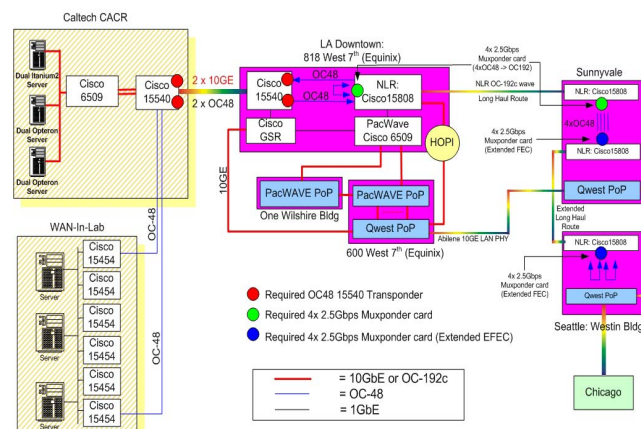 Caltech CACR
Dual Itanium2
Server
Dual Opteron
Server
Dual Opteron
Server
Cisco
6509
Cisco
15540
2 x 10GE
2 x OC48
OC-48
10GE
LA Downtown:
818 West 7th (Equinix)
Cisco
15540
OC48
OC48
NLR:
Cisco15808
Cisco
GSR
PacWave
Cisco 6509
HOPI
PacWAVE PoP
One Wilshire Bldg
PacWAVE PoP
Qwest PoP
600 West 7th (Equinix)
4x 2.5Gbps
Muxponder card
(4xOC48 -> OC192)
NLR OC-192c wave
Long Haul Route
4x 2.5Gbps
Muxponder card
(Extended FEC)
Abilene 10GE LAN PHY
Extended
Long Haul
Route
4x 2.5Gbps
Muxponder card
(Extended FEC)
Sunnyvale
NLR: Cisco15808
4xOC48
NLR: Cisco15808
Qwest PoP
NLR: Cisco15808
Qwest PoP
Seattle: Westin Bldg
Chicago
WAN-In-Lab
Server
Server
Server
Cisco
15454
Cisco
15454
Cisco
15454
Cisco
15454
Cisco
15454
Cisco
15454
OC-48
Required OC48 15540 Transponder
Required 4x 2.5Gbps Muxponder card
Required 4x 2.5Gbps Muxponder card (Extended EFEC)
= 10GbE or OC-192c
= OC-48
= 1GbE